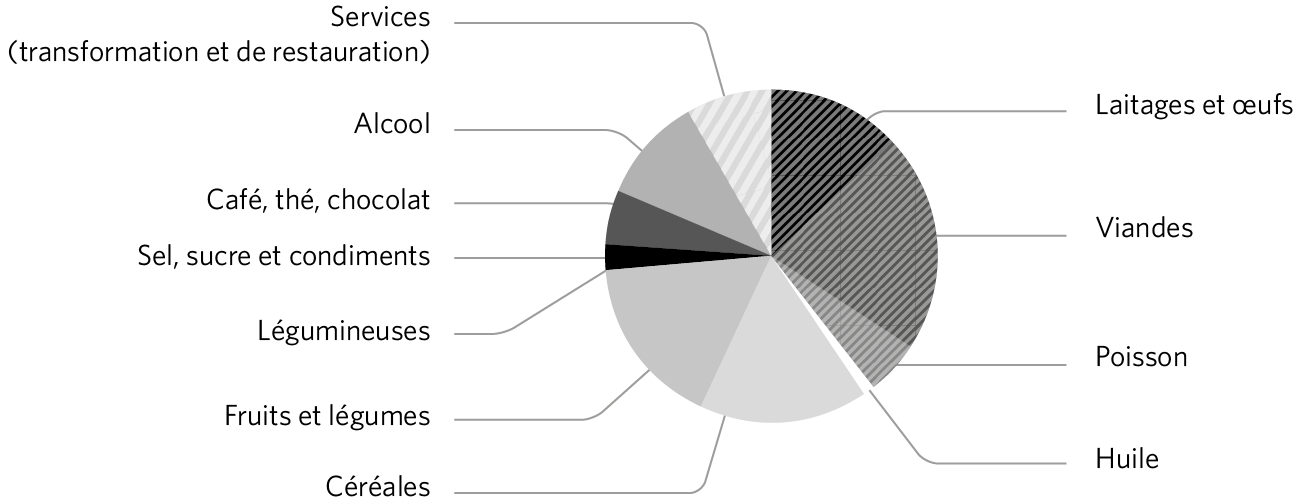 Services
(transformation et de restauration)
Alcool
Café, thé, chocolat
Sel, sucre et condiments
Légumineuses
Fruits et légumes
Céréales
Laitages et œufs
Viandes
Poisson
Huile